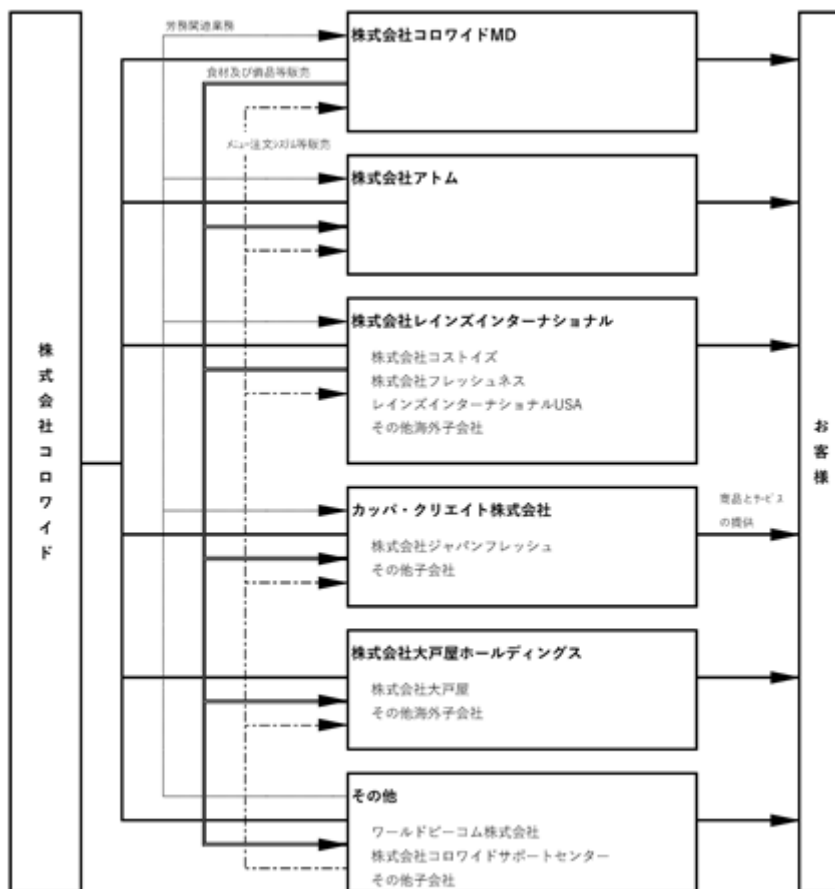 労務関連業務
株式会社コロワイドMD
食材及び備品等販売
メニュー注文システム等販売
株式会社アトム
株式会社レインズインターナショナル
株式会社コストイズ
株式会社フレッシュネス
レインズインターナショナルUSA
その他海外子会社
株式会社コロワイド
お客様
カッパ・クリエイト株式会社
株式会社ジャパンフレッシュ
その他子会社
商品とサービス
の提供
株式会社大戸屋ホールディングス
株式会社大戸屋
その他海外子会社
その他
ワールドピーコム株式会社
株式会社コロワイドサポートセンター
その他子会社